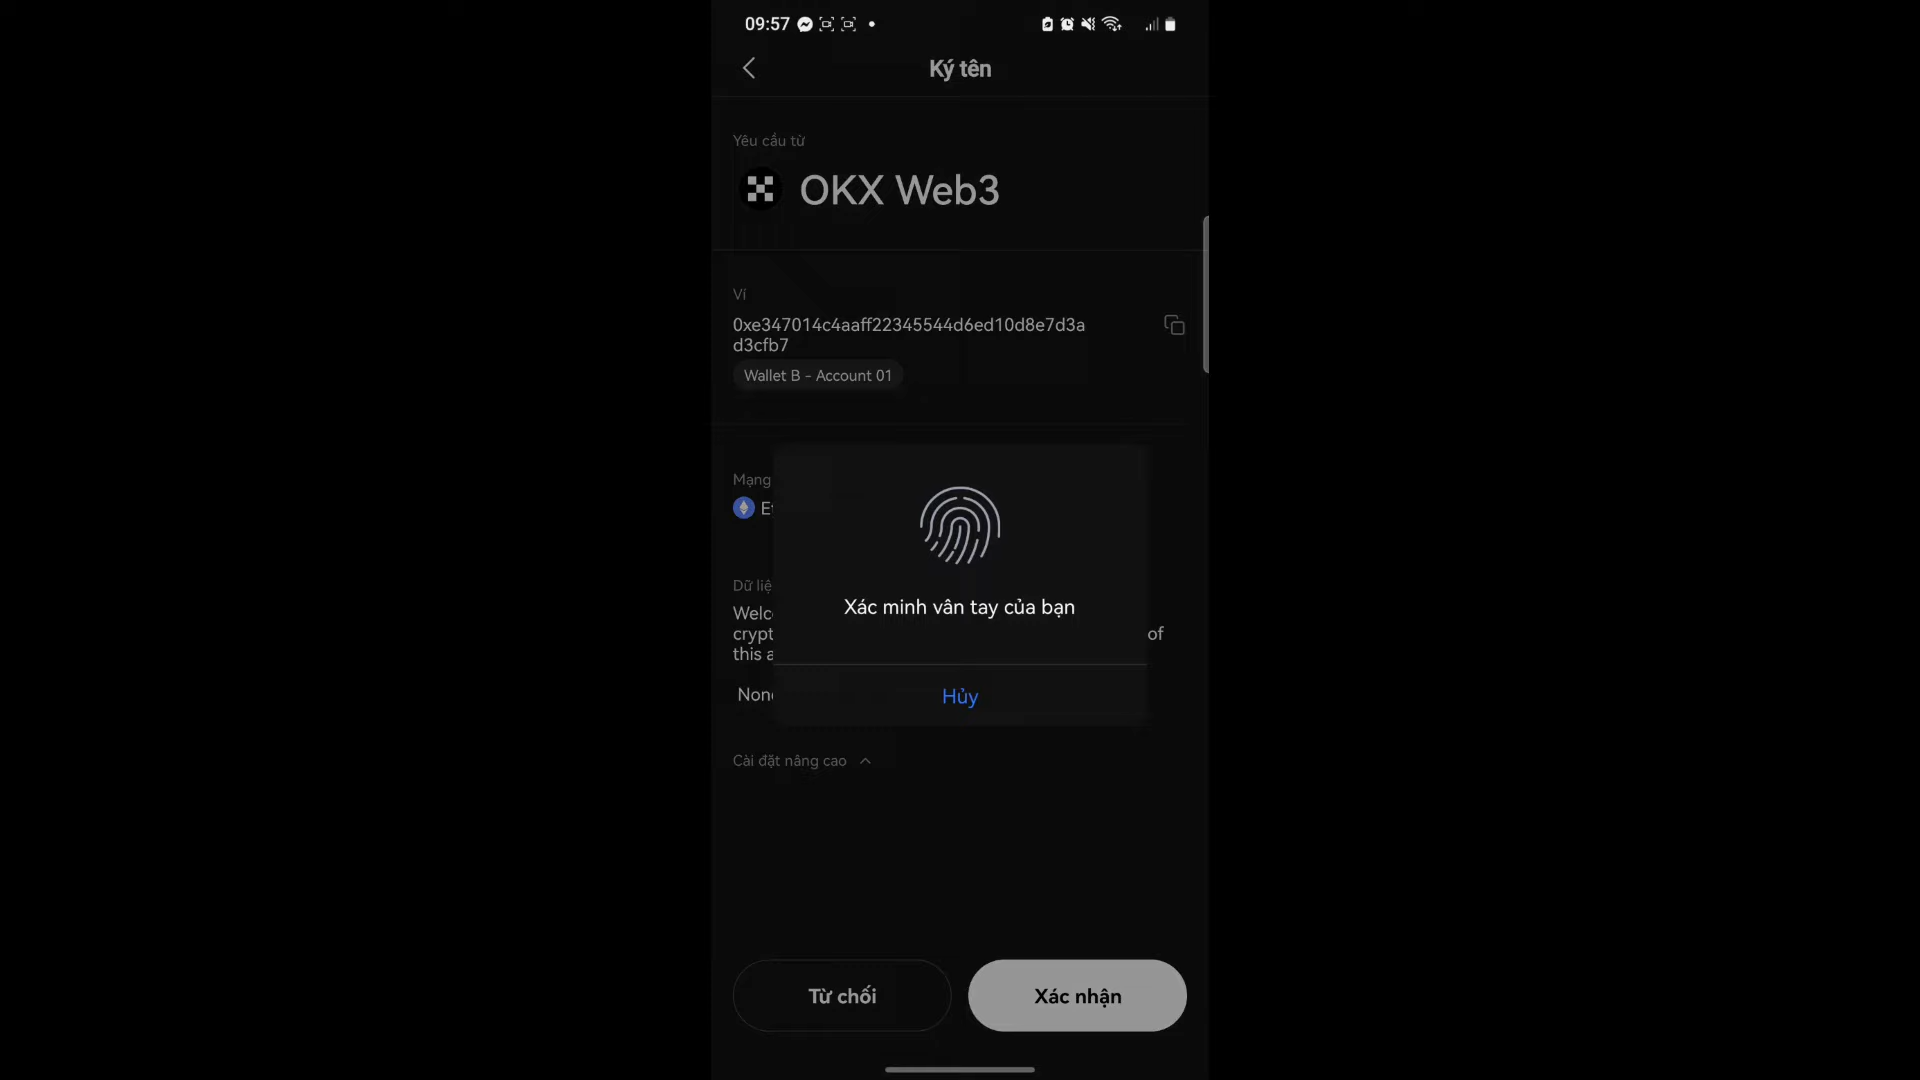 09:57
Ký tên
Yêu cầu từ
OKX Web3
Ví
0xe347014c4aaff22345544d6ed10d8e7d3a
d3cfb7
Wallet B - Account 01
Mạng
Xác minh vân tay của bạn
of
this
Hủy
Cài đặt nâng cao
Từ chối
Xác nhận